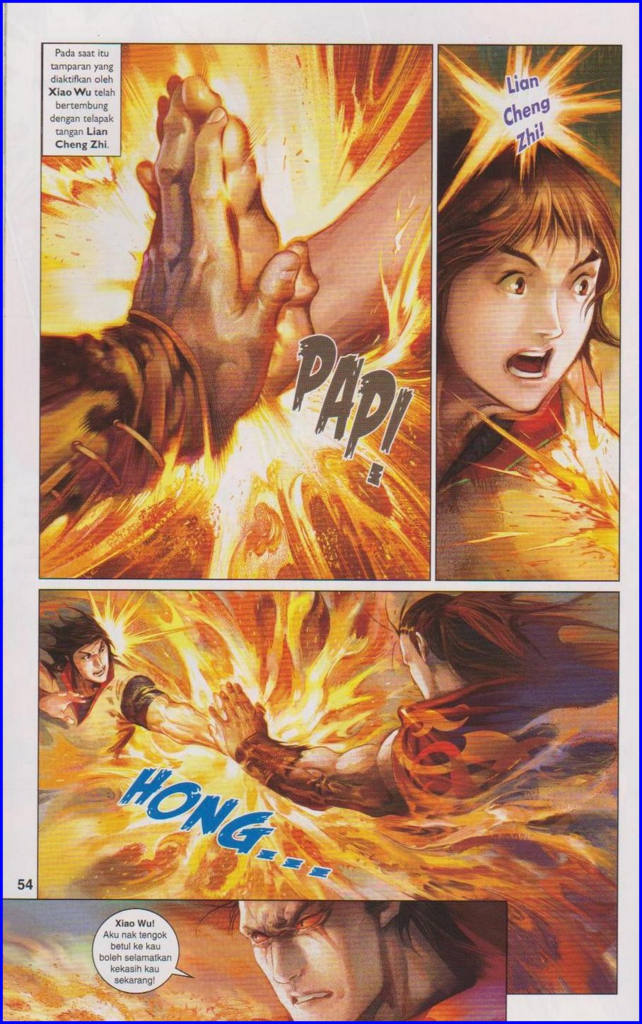 Pada saat itu
tamparan yang
diaktifkan oleh
Xiao Wu telah
bertembung
dengan telapak
tangan Lian
Cheng Zhi.
Lian
Cheng
Zhi!
PAP!
HONG...
54
Xiao Wu!
Aku nak tengok
betul ke kau
boleh selamatkan
kekasih kau
sekarang!